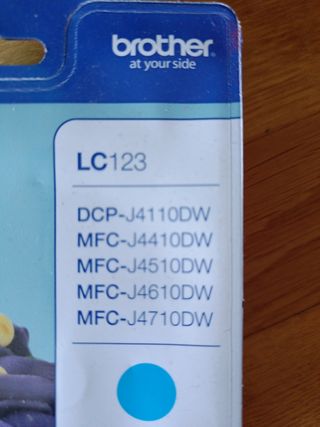 brother
at your side
LC123
DCP-J4110DW
MFC-J4410DW
MFC-J4510DW
MFC-J4610DW
MFC-J4710DW